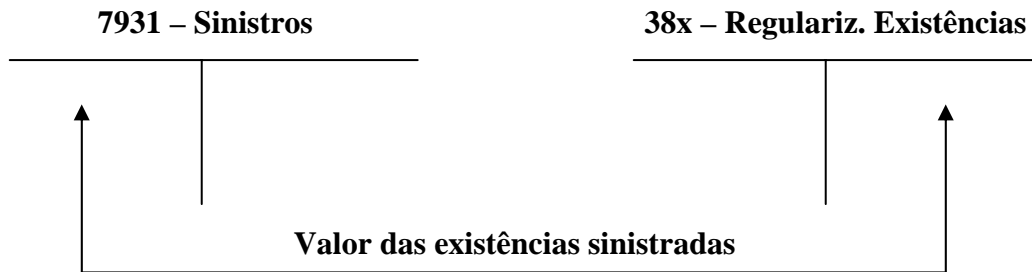 7931 – Sinistros
38x – Regulariz. Existências
Valor das existências sinistradas